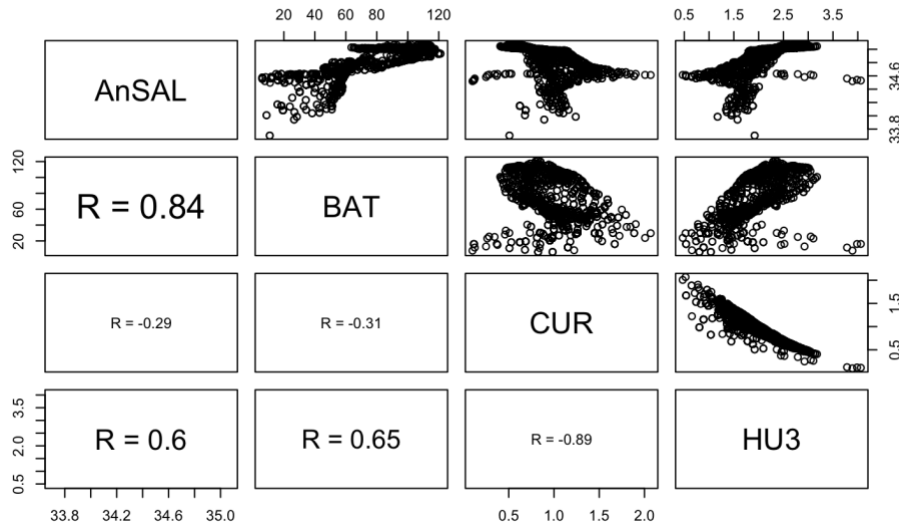 20 40 60 80 120
0.5 1.5 2.5 3.5
AnSAL
33.8 34.6
20 60 120
R = 0.84
BAT
R = -0.29
R = -0.31
CUR
0.5 1.5
0.5 2.0 3.5
R = 0.6
R = 0.65
R = -0.89
HU3
33.8 34.2 34.6 35.0
0.5 1.0 1.5 2.0